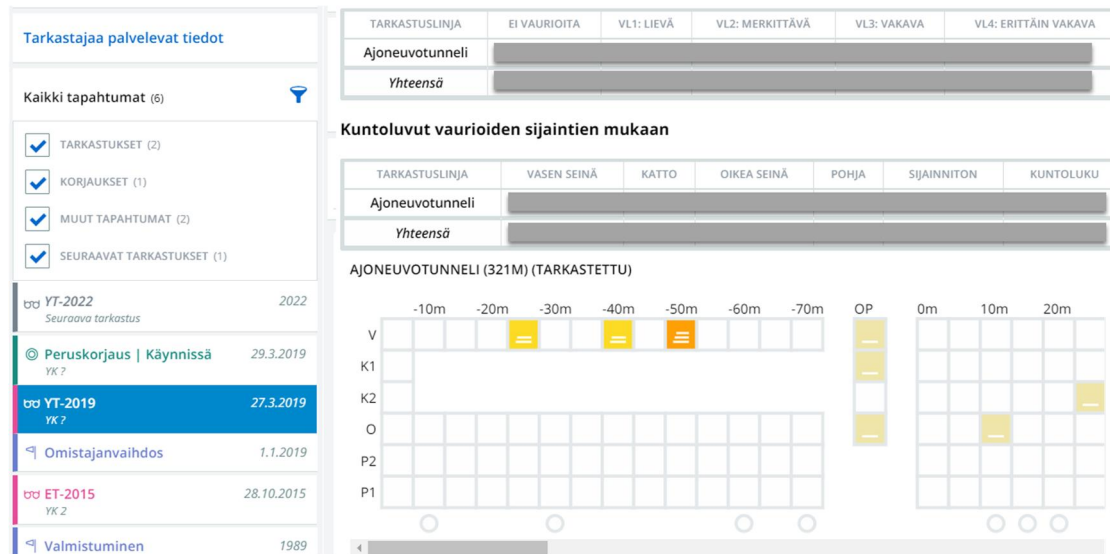 Tarkastajaa palvelevat tiedot
Kaikki tapahtumat (6)
TARKASTUKSET (2)
KORJAUKSET (1)
MUUT TAPAHTUMAT (2)
SEURAAVAT TARKASTUKSET (1)
YT-2022 2022
Seuraava tarkastus
Peruskorjaus | Käynnissä 29.3.2019
YK ?
YT-2019 27.3.2019
YK ?
Omistajanvaihdos 1.1.2019
ET-2015 28.10.2015
YK 2
Valmistuminen 1989
TARKASTUSLINJA EI VAURIOITA VL1: LIEVÄ VL2: MERKITTÄVÄ VL3: VAKAVA VL4: ERITTÄIN VAKAVA
Ajoneuvotunneli
Yhteensä
Kuntoluvut vaurioiden sijaintien mukaan
TARKASTUSLINJA VASEN SEINÄ KATTO OIKEA SEINÄ POHJA SIJAINNITON KUNTOLUKU
Ajoneuvotunneli
Yhteensä
AJONEUVOTUNNELI (321M) (TARKASTETTU)
-10m -20m -30m -40m -50m -60m -70m OP 0m 10m 20m
V
K1
K2
O
P2
P1